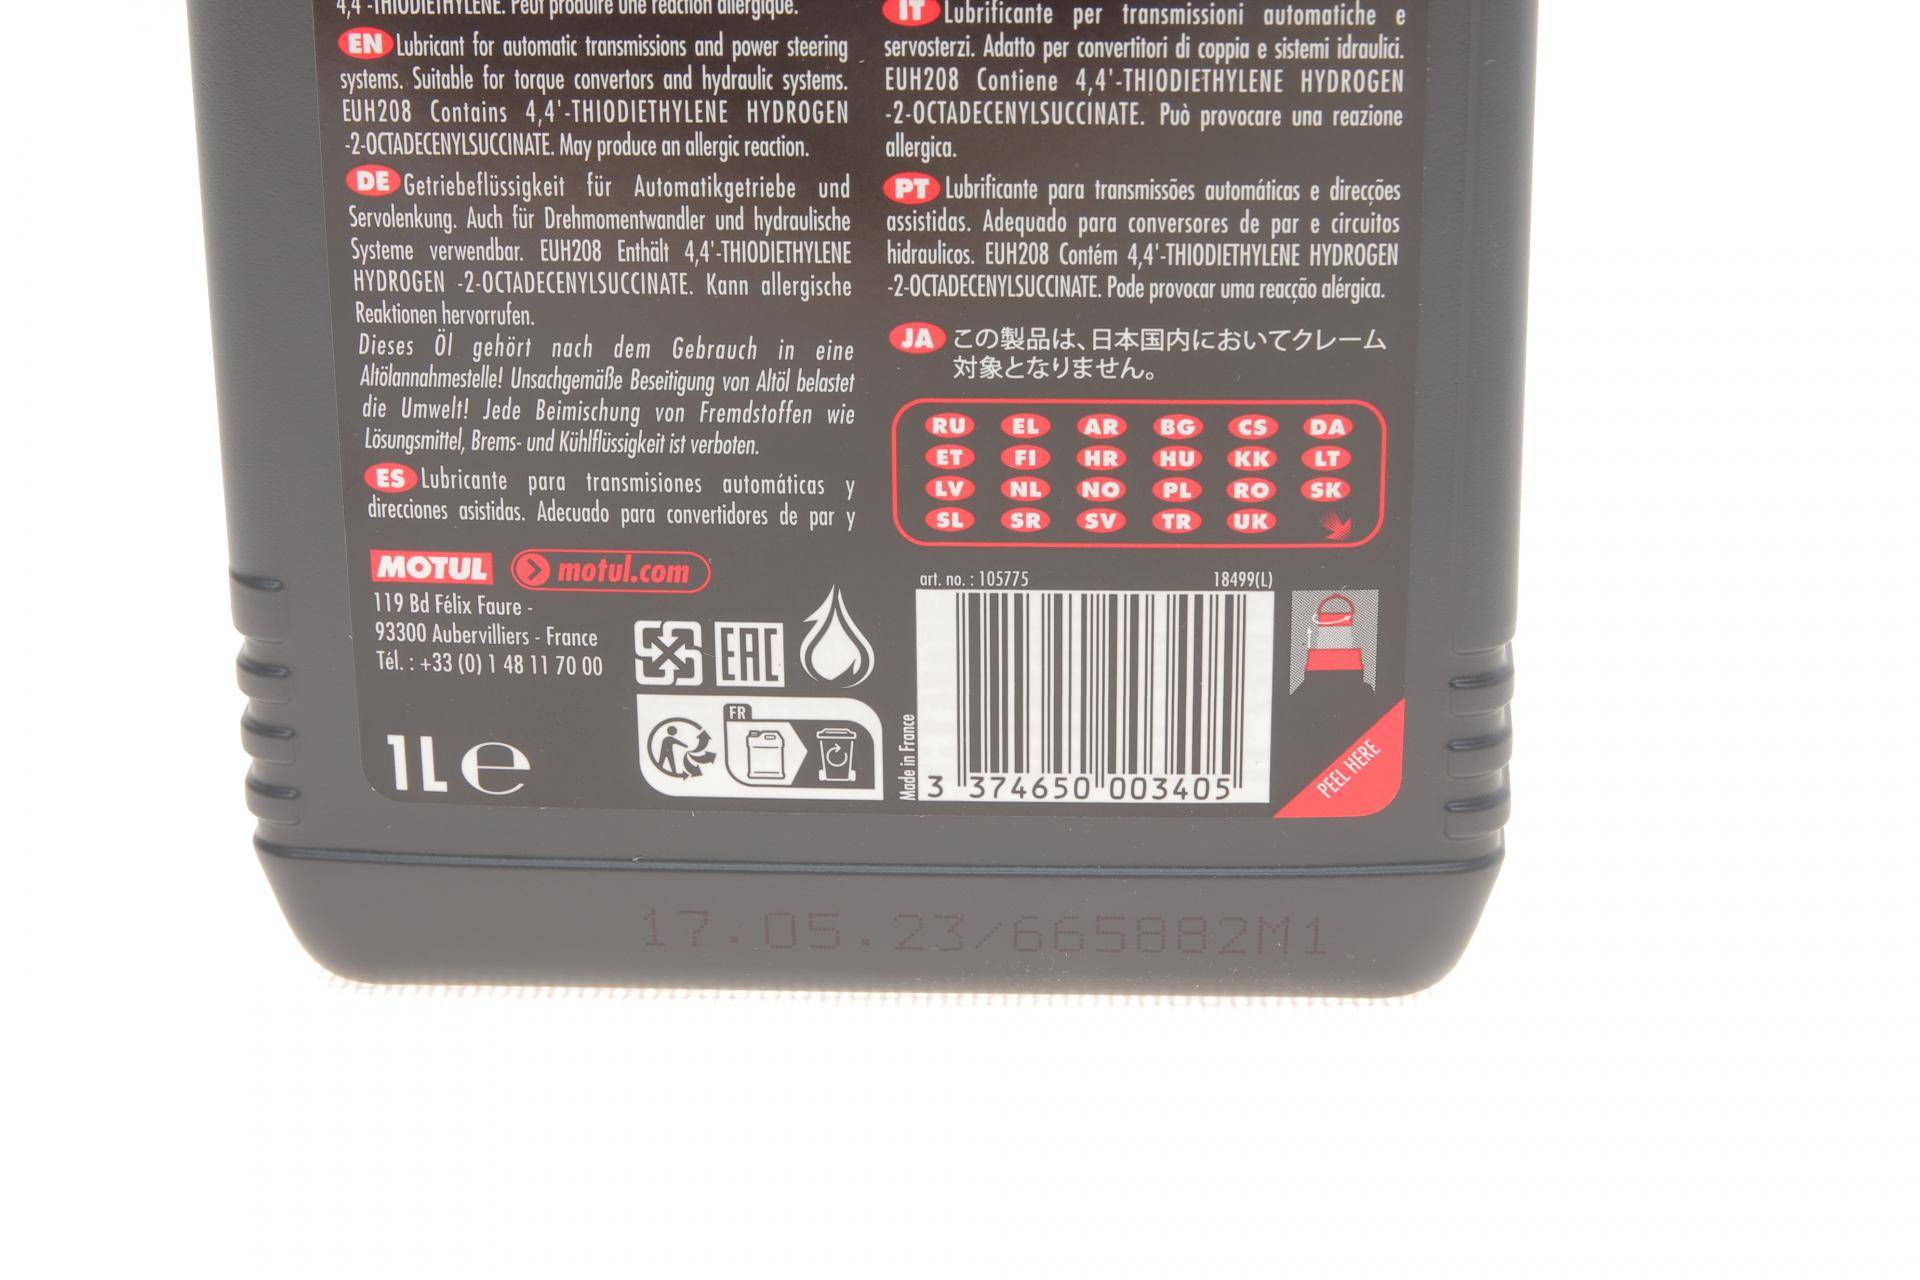 4,4'-THIODIETHYLENE. Peut produire une réaction allergique.
EN Lubricant for automatic transmissions and power steering
systems. Suitable for torque convertors and hydraulic systems.
EUH208 Contains 4,4'-THIODIETHYLENE HYDROGEN
-2-OCTADECENYLSUCCINATE. May produce an allergic reaction.
DE Getriebeflüssigkeit für Automatikgetriebe und
Servolenkung. Auch für Drehmomentwandler und hydraulische
Systeme verwendbar. EUH208 Enthält 4,4'-THIODIETHYLENE
HYDROGEN -2-OCTADECENYLSUCCINATE. Kann allergische
Reaktionen hervorrufen.
Dieses Öl gehört nach dem Gebrauch in eine
Altölannahmestelle! Unsachgemäße Beseitigung von Altöl belastet
die Umwelt! Jede Beimischung von Fremdstoffen wie
Lösungsmittel, Brems- und Kühlflüssigkeit ist verboten.
ES Lubricante para transmisiones automáticas y
direcciones asistidas. Adecuado para convertidores de par y
IT Lubrificante per transmissioni automatiche e
servosterzi. Adatto per convertitori di coppia e sistemi idraulici.
EUH208 Contiene 4,4'-THIODIETHYLENE HYDROGEN
-2-OCTADECENYLSUCCINATE. Può provocare una reazione
allergica.
PT Lubrificante para transmissões automáticas e direcções
assistidas. Adequado para conversores de par e circuitos
hidraulicos. EUH208 Contém 4,4'-THIODIETHYLENE HYDROGEN
-2-OCTADECENYLSUCCINATE. Pode provocar uma reacção alérgica.
JA この製品は、日本国内においてクレーム
対象となりません。
RU EL AR BG CS DA
ET FI HR HU KK LT
LV NL NO PL RO SK
SL SR SV TR UK
MOTUL motul.com
119 Bd Félix Faure -
93300 Aubervilliers - France
Tél. : +33 (0) 1 48 11 70 00
EAC
FR
1L e
art. no. : 105775 18499(L)
Made in France
3 374650 003405
PEEL HERE
17.05.23/665882M1